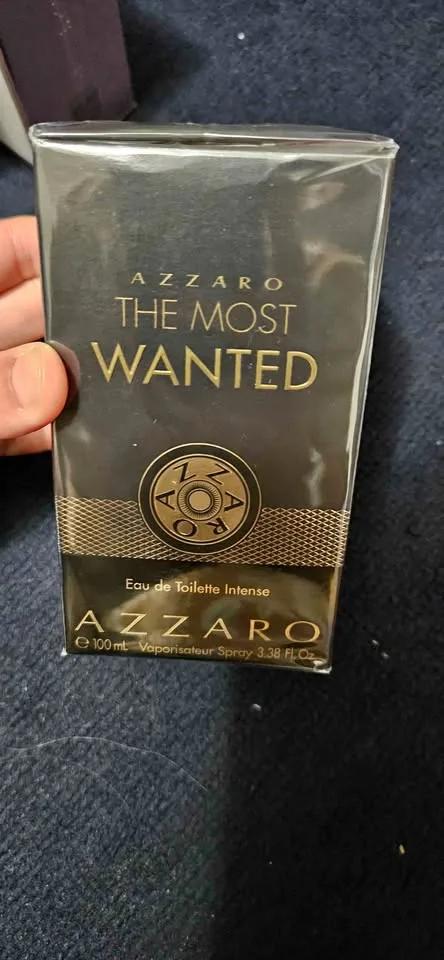 AZZARO
THE MOST
WANTED
AZZARO
Eau de Toilette Intense
AZZARO
℮ 100 mL Vaporisateur Spray 3.38 Fl. Oz.